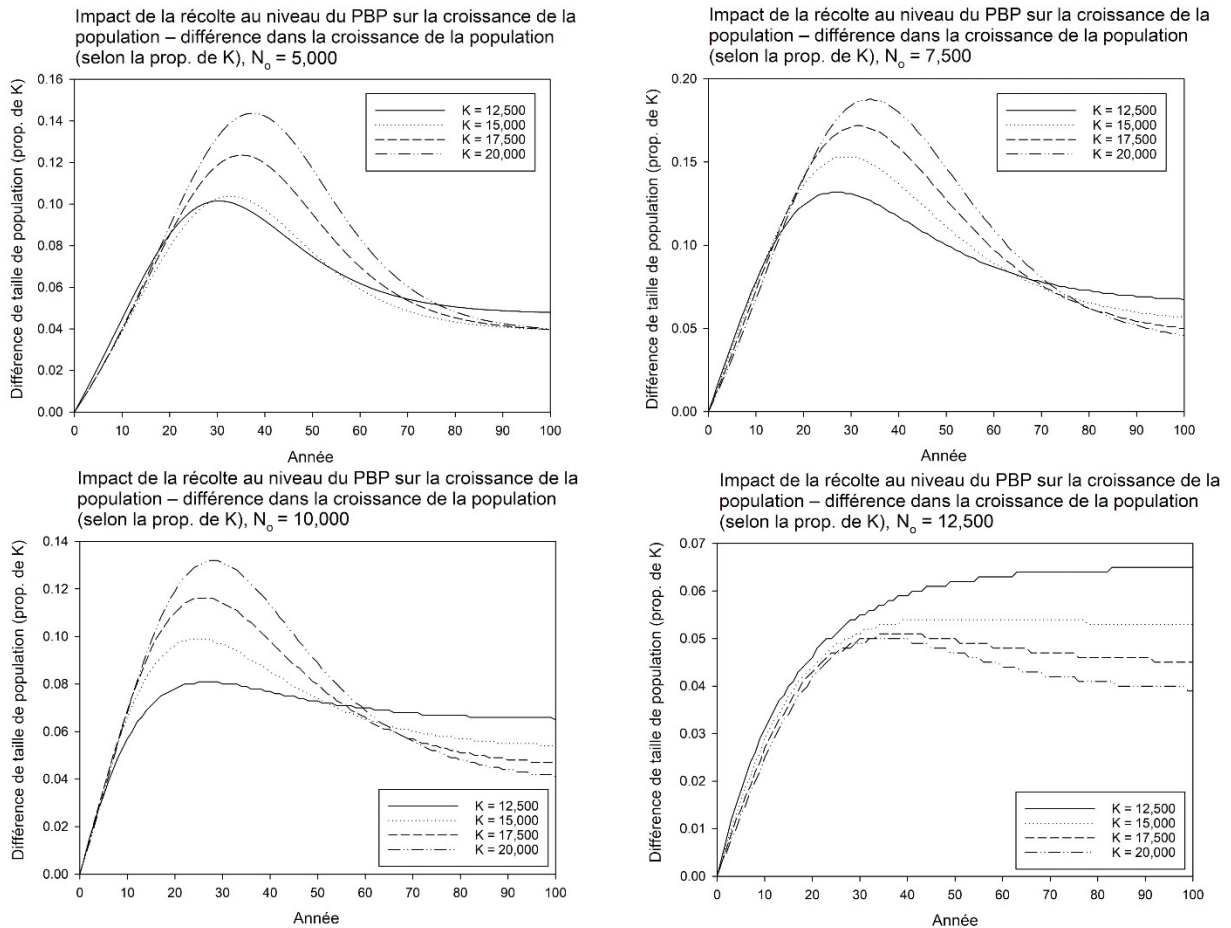 Impact de la récolte au niveau du PBP sur la croissance de la
population – différence dans la croissance de la population
(selon la prop. de K), No = 5,000
Différence de taille de population (prop. de K)
0.16
0.14
0.12
0.10
0.08
0.06
0.04
0.02
0.00
K = 12,500
K = 15,000
K = 17,500
K = 20,000
0 10 20 30 40 50 60 70 80 90 100
Année
Impact de la récolte au niveau du PBP sur la croissance de la
population – différence dans la croissance de la population
(selon la prop. de K), No = 7,500
Différence de taille de population (prop. de K)
0.20
0.15
0.10
0.05
0.00
K = 12,500
K = 15,000
K = 17,500
K = 20,000
0 10 20 30 40 50 60 70 80 90 100
Année
Impact de la récolte au niveau du PBP sur la croissance de la
population – différence dans la croissance de la population
(selon la prop. de K), No = 10,000
Différence de taille de population (prop. de K)
0.14
0.12
0.10
0.08
0.06
0.04
0.02
0.00
K = 12,500
K = 15,000
K = 17,500
K = 20,000
0 10 20 30 40 50 60 70 80 90 100
Année
Impact de la récolte au niveau du PBP sur la croissance de la
population – différence dans la croissance de la population
(selon la prop. de K), No = 12,500
Différence de taille de population (prop. de K)
0.07
0.06
0.05
0.04
0.03
0.02
0.01
0.00
K = 12,500
K = 15,000
K = 17,500
K = 20,000
0 10 20 30 40 50 60 70 80 90 100
Année